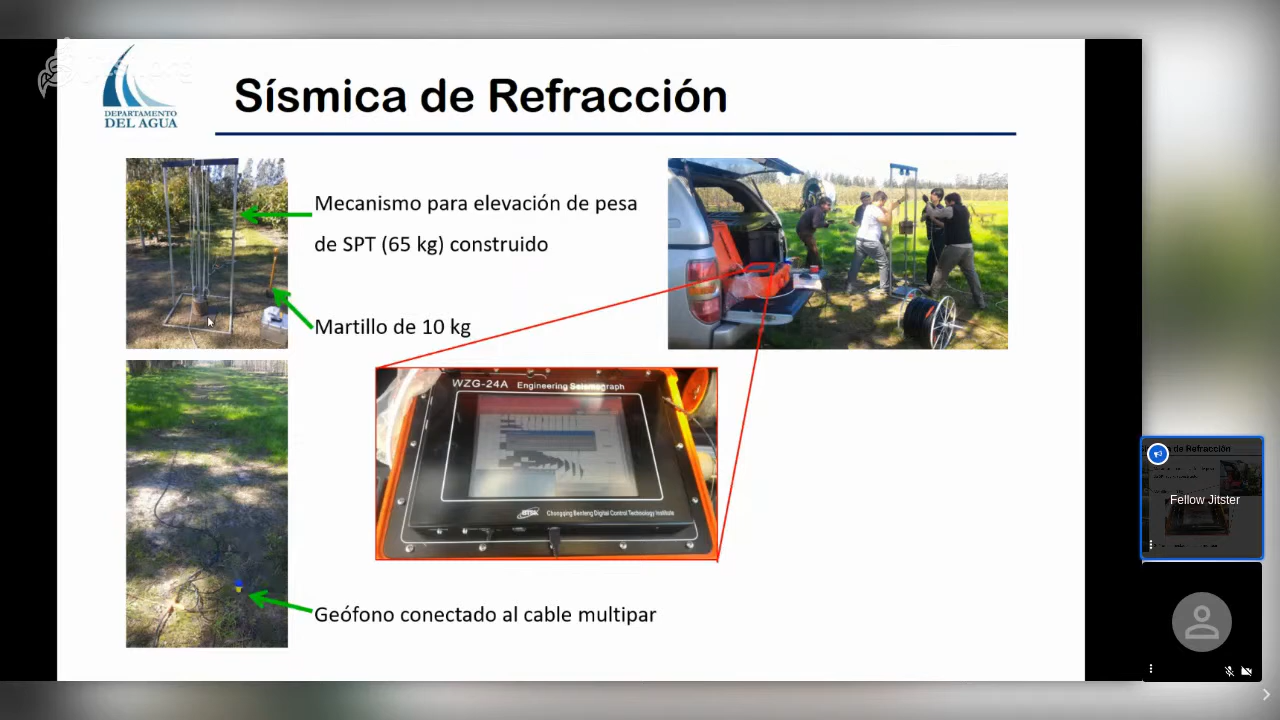 DEPARTAMENTO
DEL AGUA
Sísmica de Refracción
Mecanismo para elevación de pesa
de SPT (65 kg) construido
Martillo de 10 kg
WZG-24A Engineering Seismograph
Chongqing Benteng Digital Control Technology Institute
Geófono conectado al cable multipar
de Refracción
Fellow Jitster